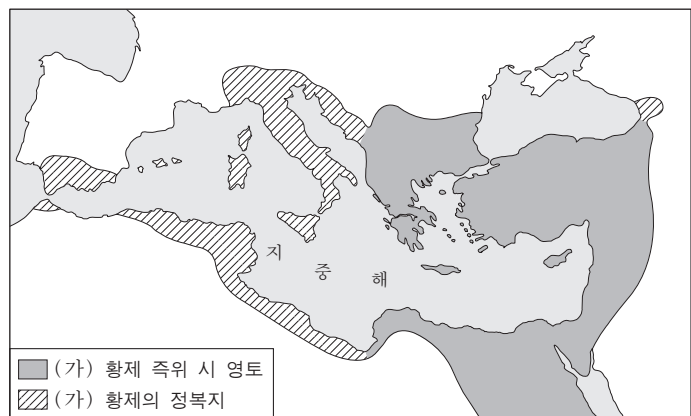 지 중 해
(가) 황제 즉위 시 영토
(가) 황제의 정복지